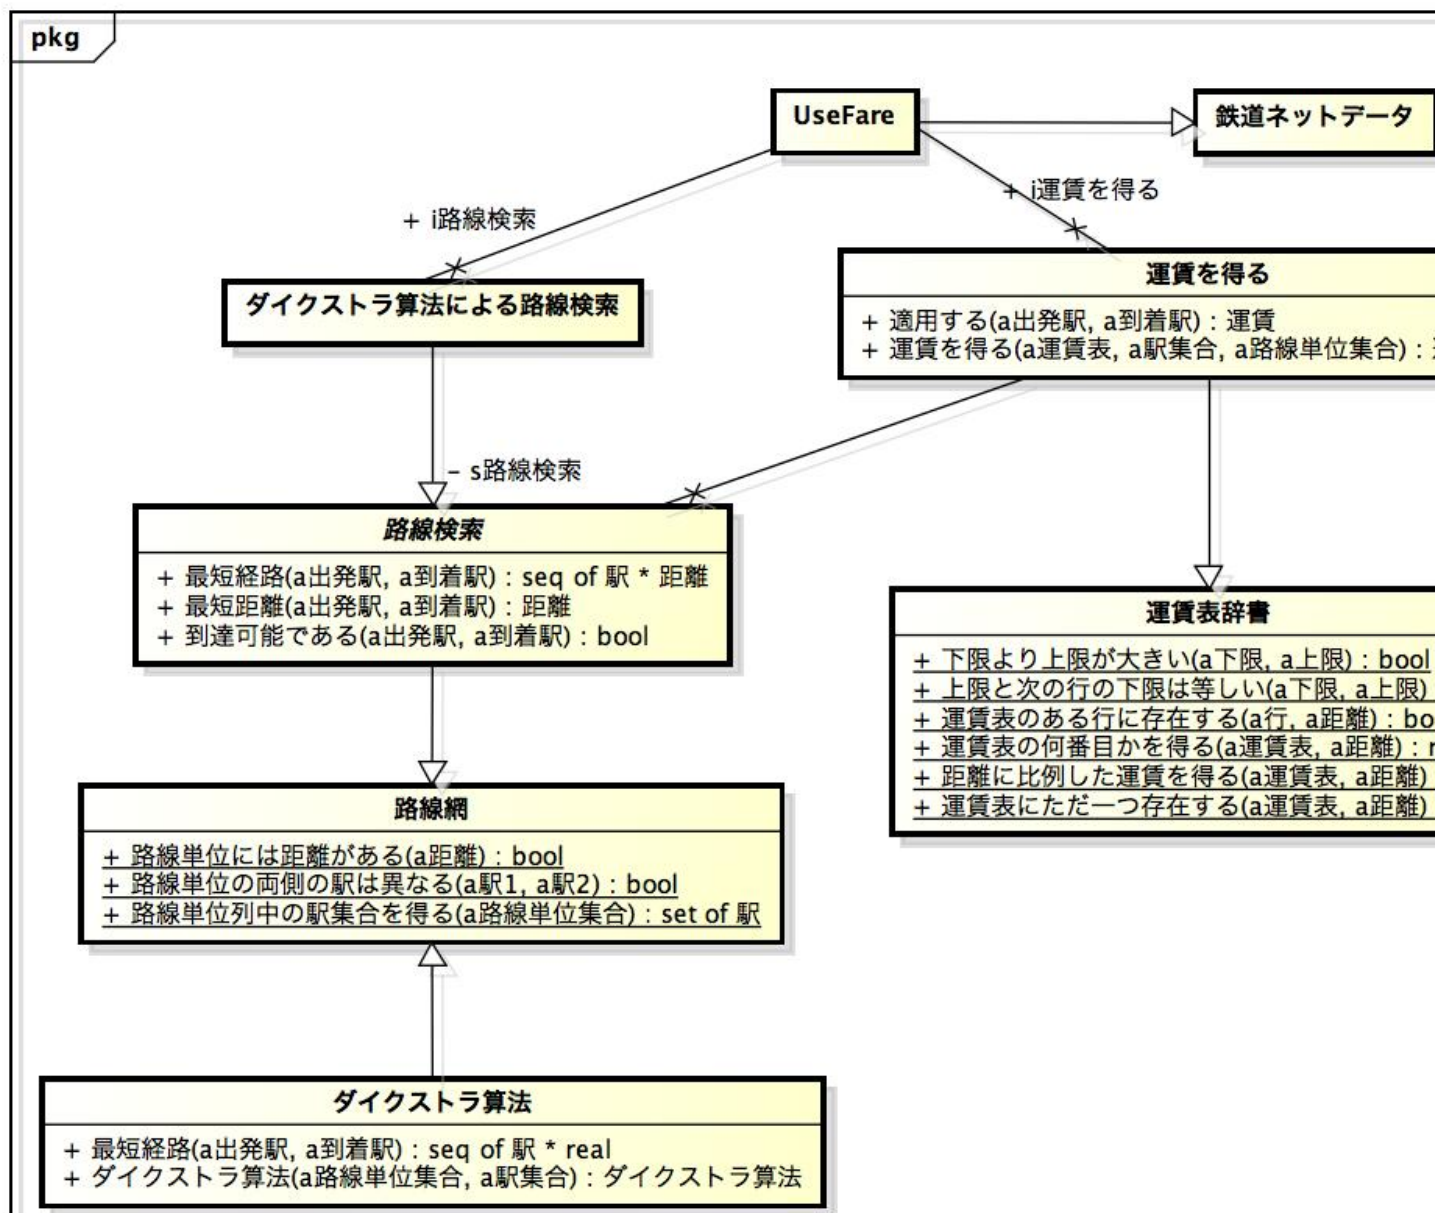 pkg
UseFare
鉄道ネットデータ
+ i運賃を得る
+ i路線検索
ダイクストラ算法による路線検索
運賃を得る
+ 適用する(a出発駅, a到着駅) : 運賃
+ 運賃を得る(a運賃表, a駅集合, a路線単位集合) :
- s路線検索
路線検索
+ 最短経路(a出発駅, a到着駅) : seq of 駅 * 距離
+ 最短距離(a出発駅, a到着駅) : 距離
+ 到達可能である(a出発駅, a到着駅) : bool
運賃表辞書
+ 下限より上限が大きい(a下限, a上限) : bool
+ 上限と次の行の下限は等しい(a下限, a上限)
+ 運賃表のある行に存在する(a行, a距離) : bo
+ 運賃表の何番目かを得る(a運賃表, a距離) :
+ 距離に比例した運賃を得る(a運賃表, a距離)
+ 運賃表にただ一つ存在する(a運賃表, a距離)
路線網
+ 路線単位には距離がある(a距離) : bool
+ 路線単位の両側の駅は異なる(a駅1, a駅2) : bool
+ 路線単位列中の駅集合を得る(a路線単位集合) : set of 駅
ダイクストラ算法
+ 最短経路(a出発駅, a到着駅) : seq of 駅 * real
+ ダイクストラ算法(a路線単位集合, a駅集合) : ダイクストラ算法